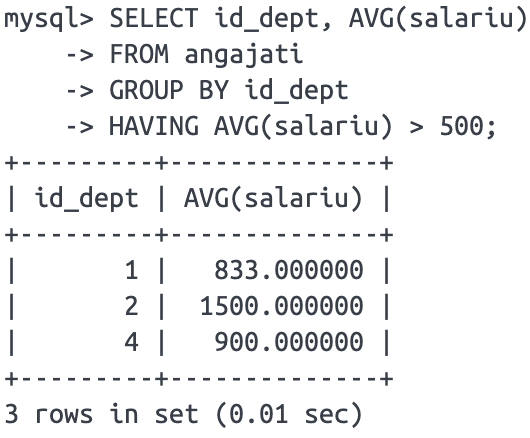 mysql> SELECT id_dept, AVG(salariu)
    -> FROM angajati
    -> GROUP BY id_dept
    -> HAVING AVG(salariu) > 500;
+---------+--------------+
| id_dept | AVG(salariu) |
+---------+--------------+
|       1 |   833.000000 |
|       2 |  1500.000000 |
|       4 |   900.000000 |
+---------+--------------+
3 rows in set (0.01 sec)